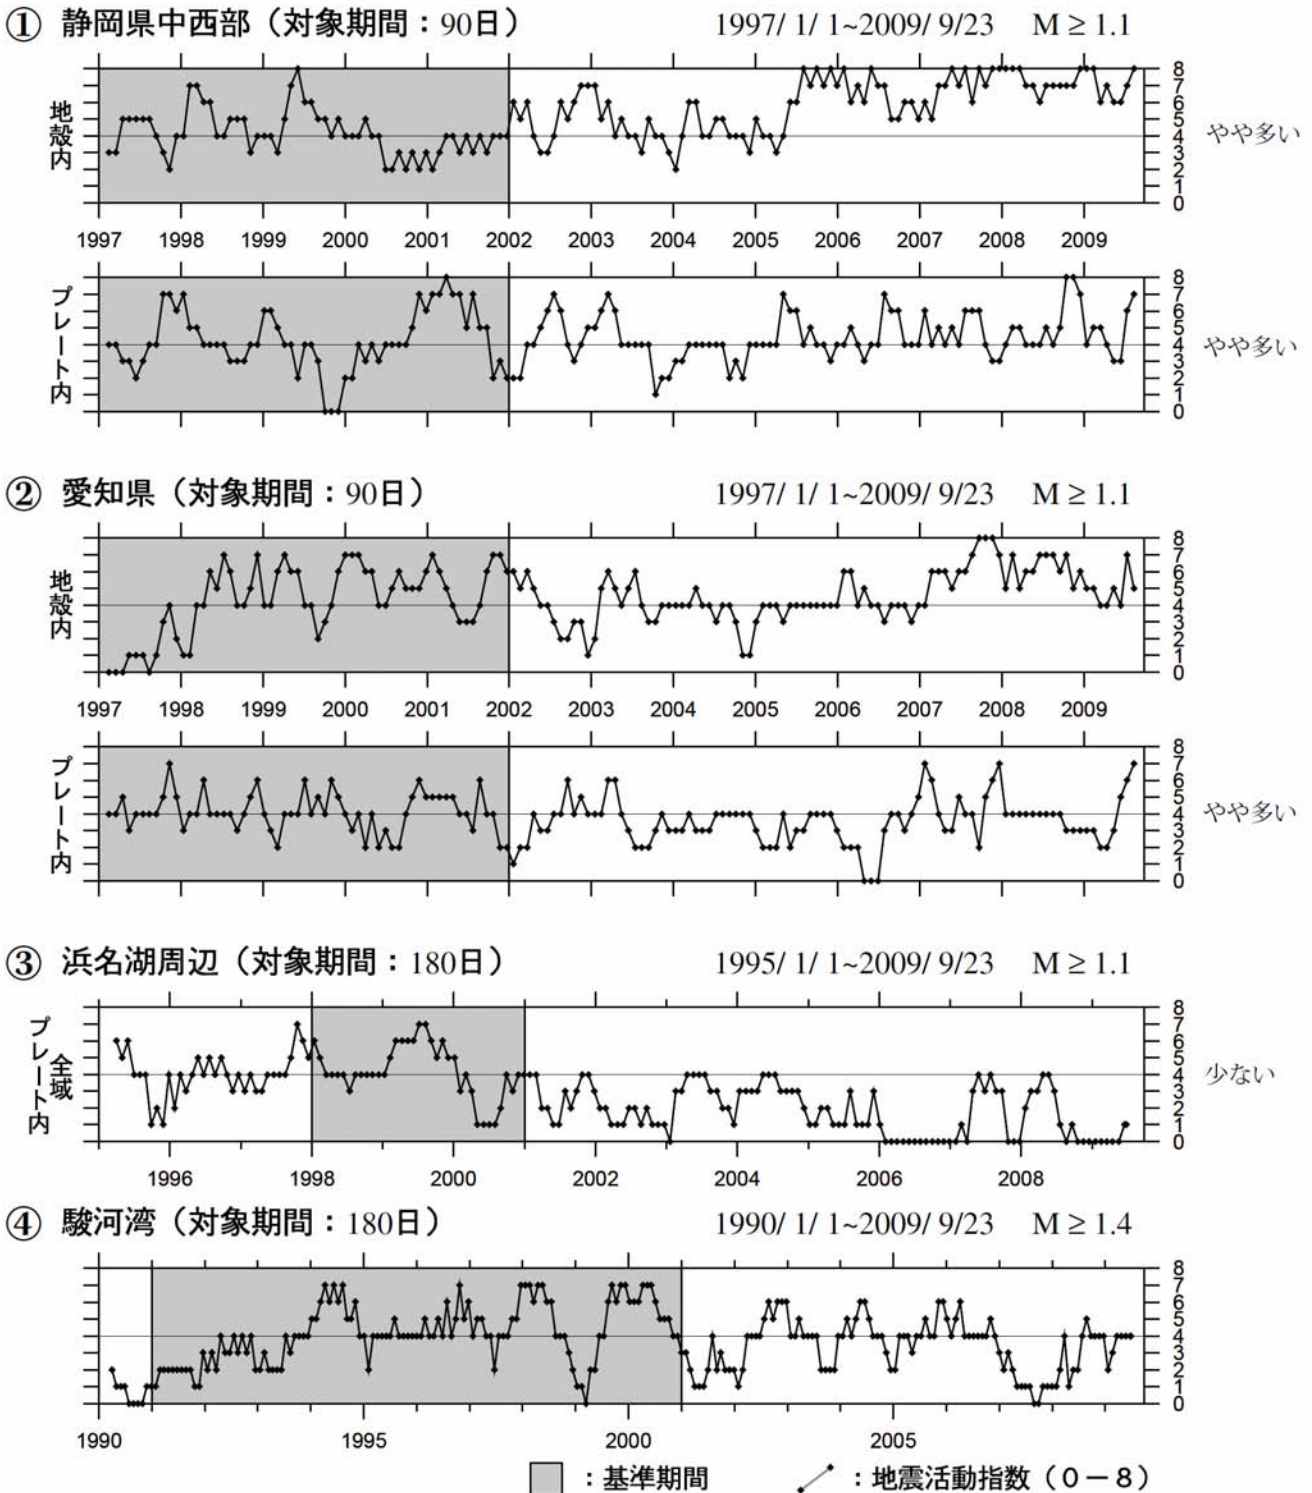 ① 静岡県中西部（対象期間：90日） 1997/ 1/ 1~2009/ 9/23 M ≥ 1.1
地殻内
8
7
6
5
4
3
2
1
0
やや多い
1997 1998 1999 2000 2001 2002 2003 2004 2005 2006 2007 2008 2009
プレート内
8
7
6
5
4
3
2
1
0
やや多い
② 愛知県（対象期間：90日） 1997/ 1/ 1~2009/ 9/23 M ≥ 1.1
地殻内
8
7
6
5
4
3
2
1
0
1997 1998 1999 2000 2001 2002 2003 2004 2005 2006 2007 2008 2009
プレート内
8
7
6
5
4
3
2
1
0
やや多い
③ 浜名湖周辺（対象期間：180日） 1995/ 1/ 1~2009/ 9/23 M ≥ 1.1
プレート内
全域
8
7
6
5
4
3
2
1
0
少ない
1996 1998 2000 2002 2004 2006 2008
④ 駿河湾（対象期間：180日） 1990/ 1/ 1~2009/ 9/23 M ≥ 1.4
8
7
6
5
4
3
2
1
0
1990 1995 2000 2005
：基準期間 ：地震活動指数（０－８）